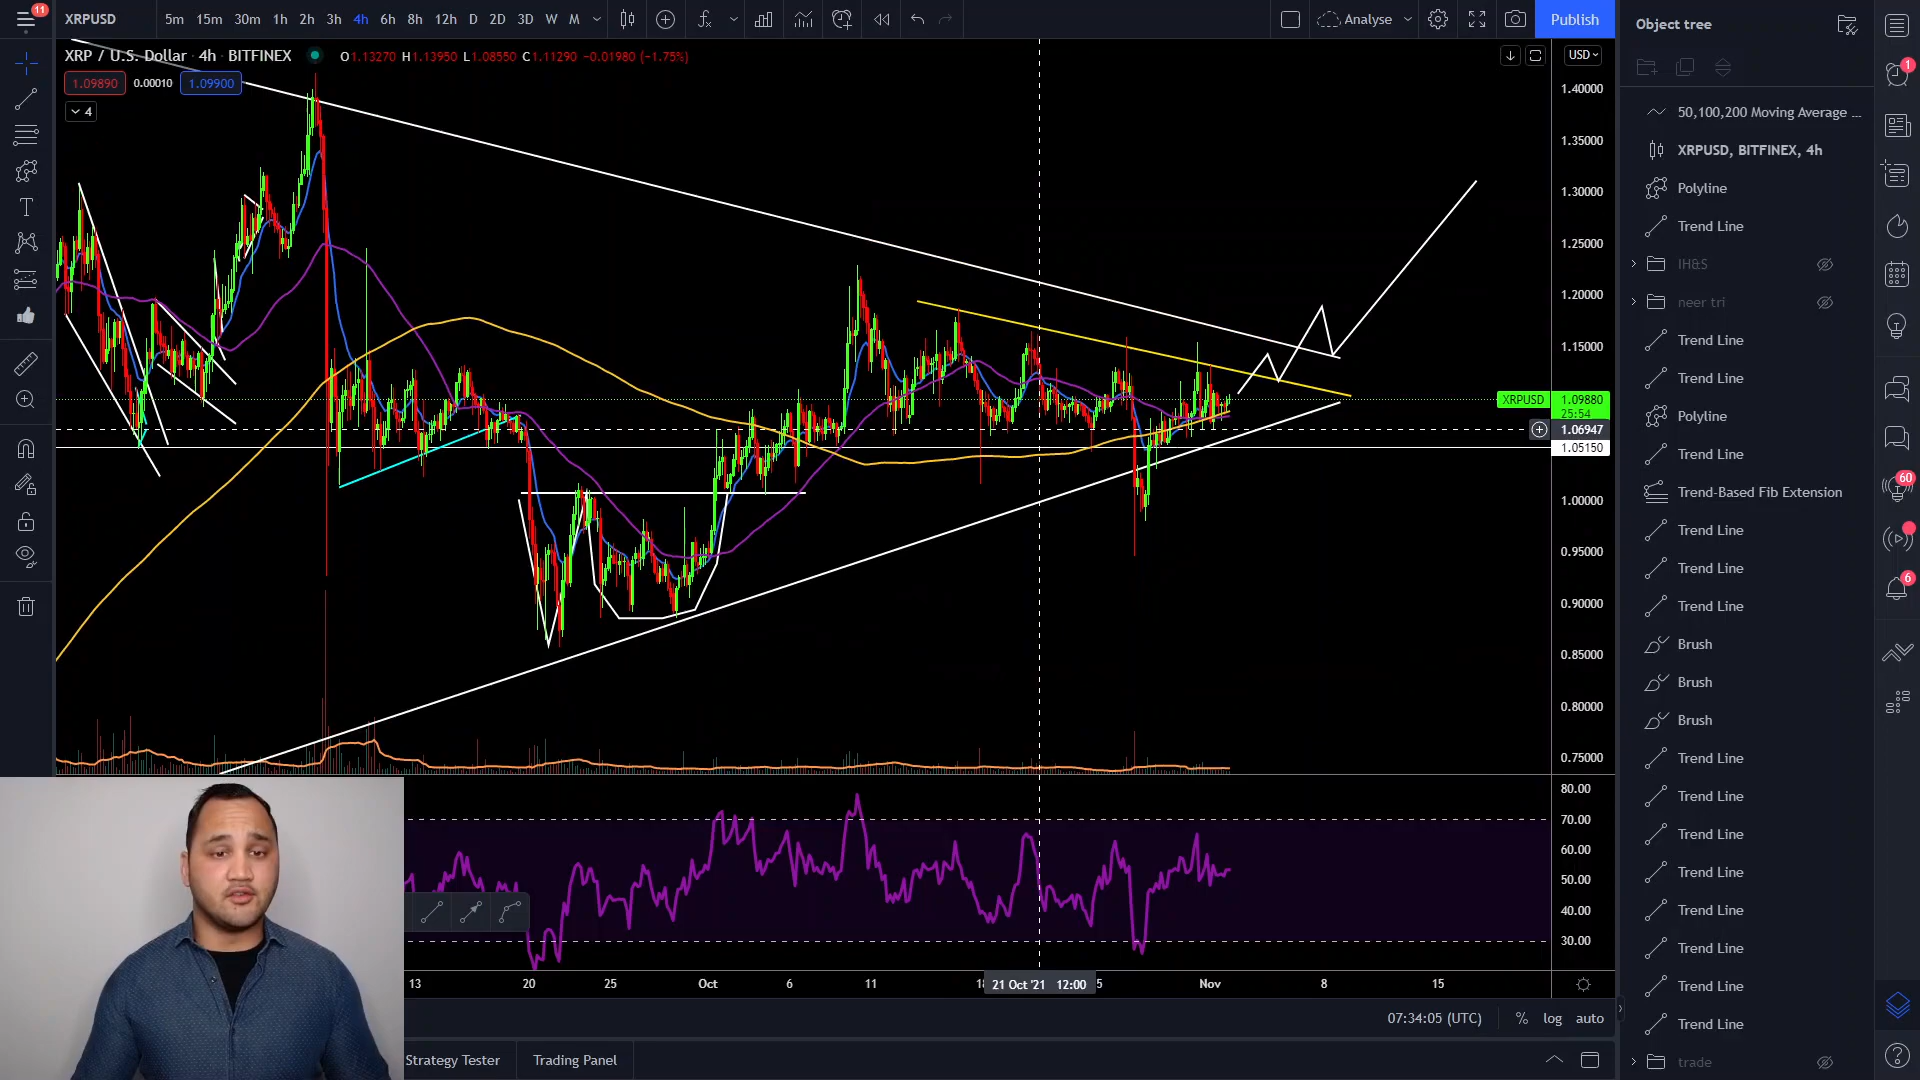 11
XRPUSD
5m 15m 30m 1h 2h 3h 4h 6h 8h 12h D 2D 3D W M
Analyse
Publish
XRP / U.S. Dollar · 4h · BITFINEX
O1.13270 H1.13950 L1.08550 C1.11290 −0.01980 (−1.75%)
1.09890 0.00010 1.09900
4
USD
1.40000
1.35000
1.30000
1.25000
1.20000
1.15000
XRPUSD 1.09880
25:54
1.06947
1.05150
1.00000
0.95000
0.90000
0.85000
0.80000
0.75000
80.00
70.00
60.00
50.00
40.00
30.00
13 20 25 Oct 6 11 21 Oct '21 12:00 5 Nov 8 15
07:34:05 (UTC) % log auto
Strategy Tester Trading Panel
Object tree
50,100,200 Moving Average ...
XRPUSD, BITFINEX, 4h
Polyline
Trend Line
IH&S
neer tri
Trend Line
Trend Line
Polyline
Trend Line
Trend-Based Fib Extension
Trend Line
Trend Line
Trend Line
Brush
Brush
Brush
Trend Line
Trend Line
Trend Line
Trend Line
Trend Line
Trend Line
Trend Line
Trend Line
trade
1
60
6